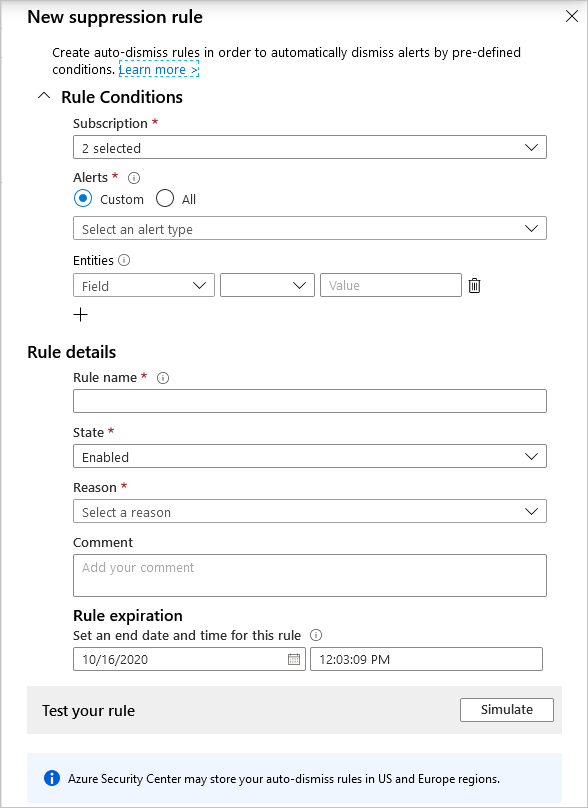 New suppression rule
Create auto-dismiss rules in order to automatically dismiss alerts by pre-defined
conditions. Learn more >
Rule Conditions
Subscription *
2 selected
Alerts *
Custom All
Select an alert type
Entities
Field Value
Rule details
Rule name *
State *
Enabled
Reason *
Select a reason
Comment
Add your comment
Rule expiration
Set an end date and time for this rule
10/16/2020 12:03:09 PM
Test your rule Simulate
Azure Security Center may store your auto-dismiss rules in US and Europe regions.